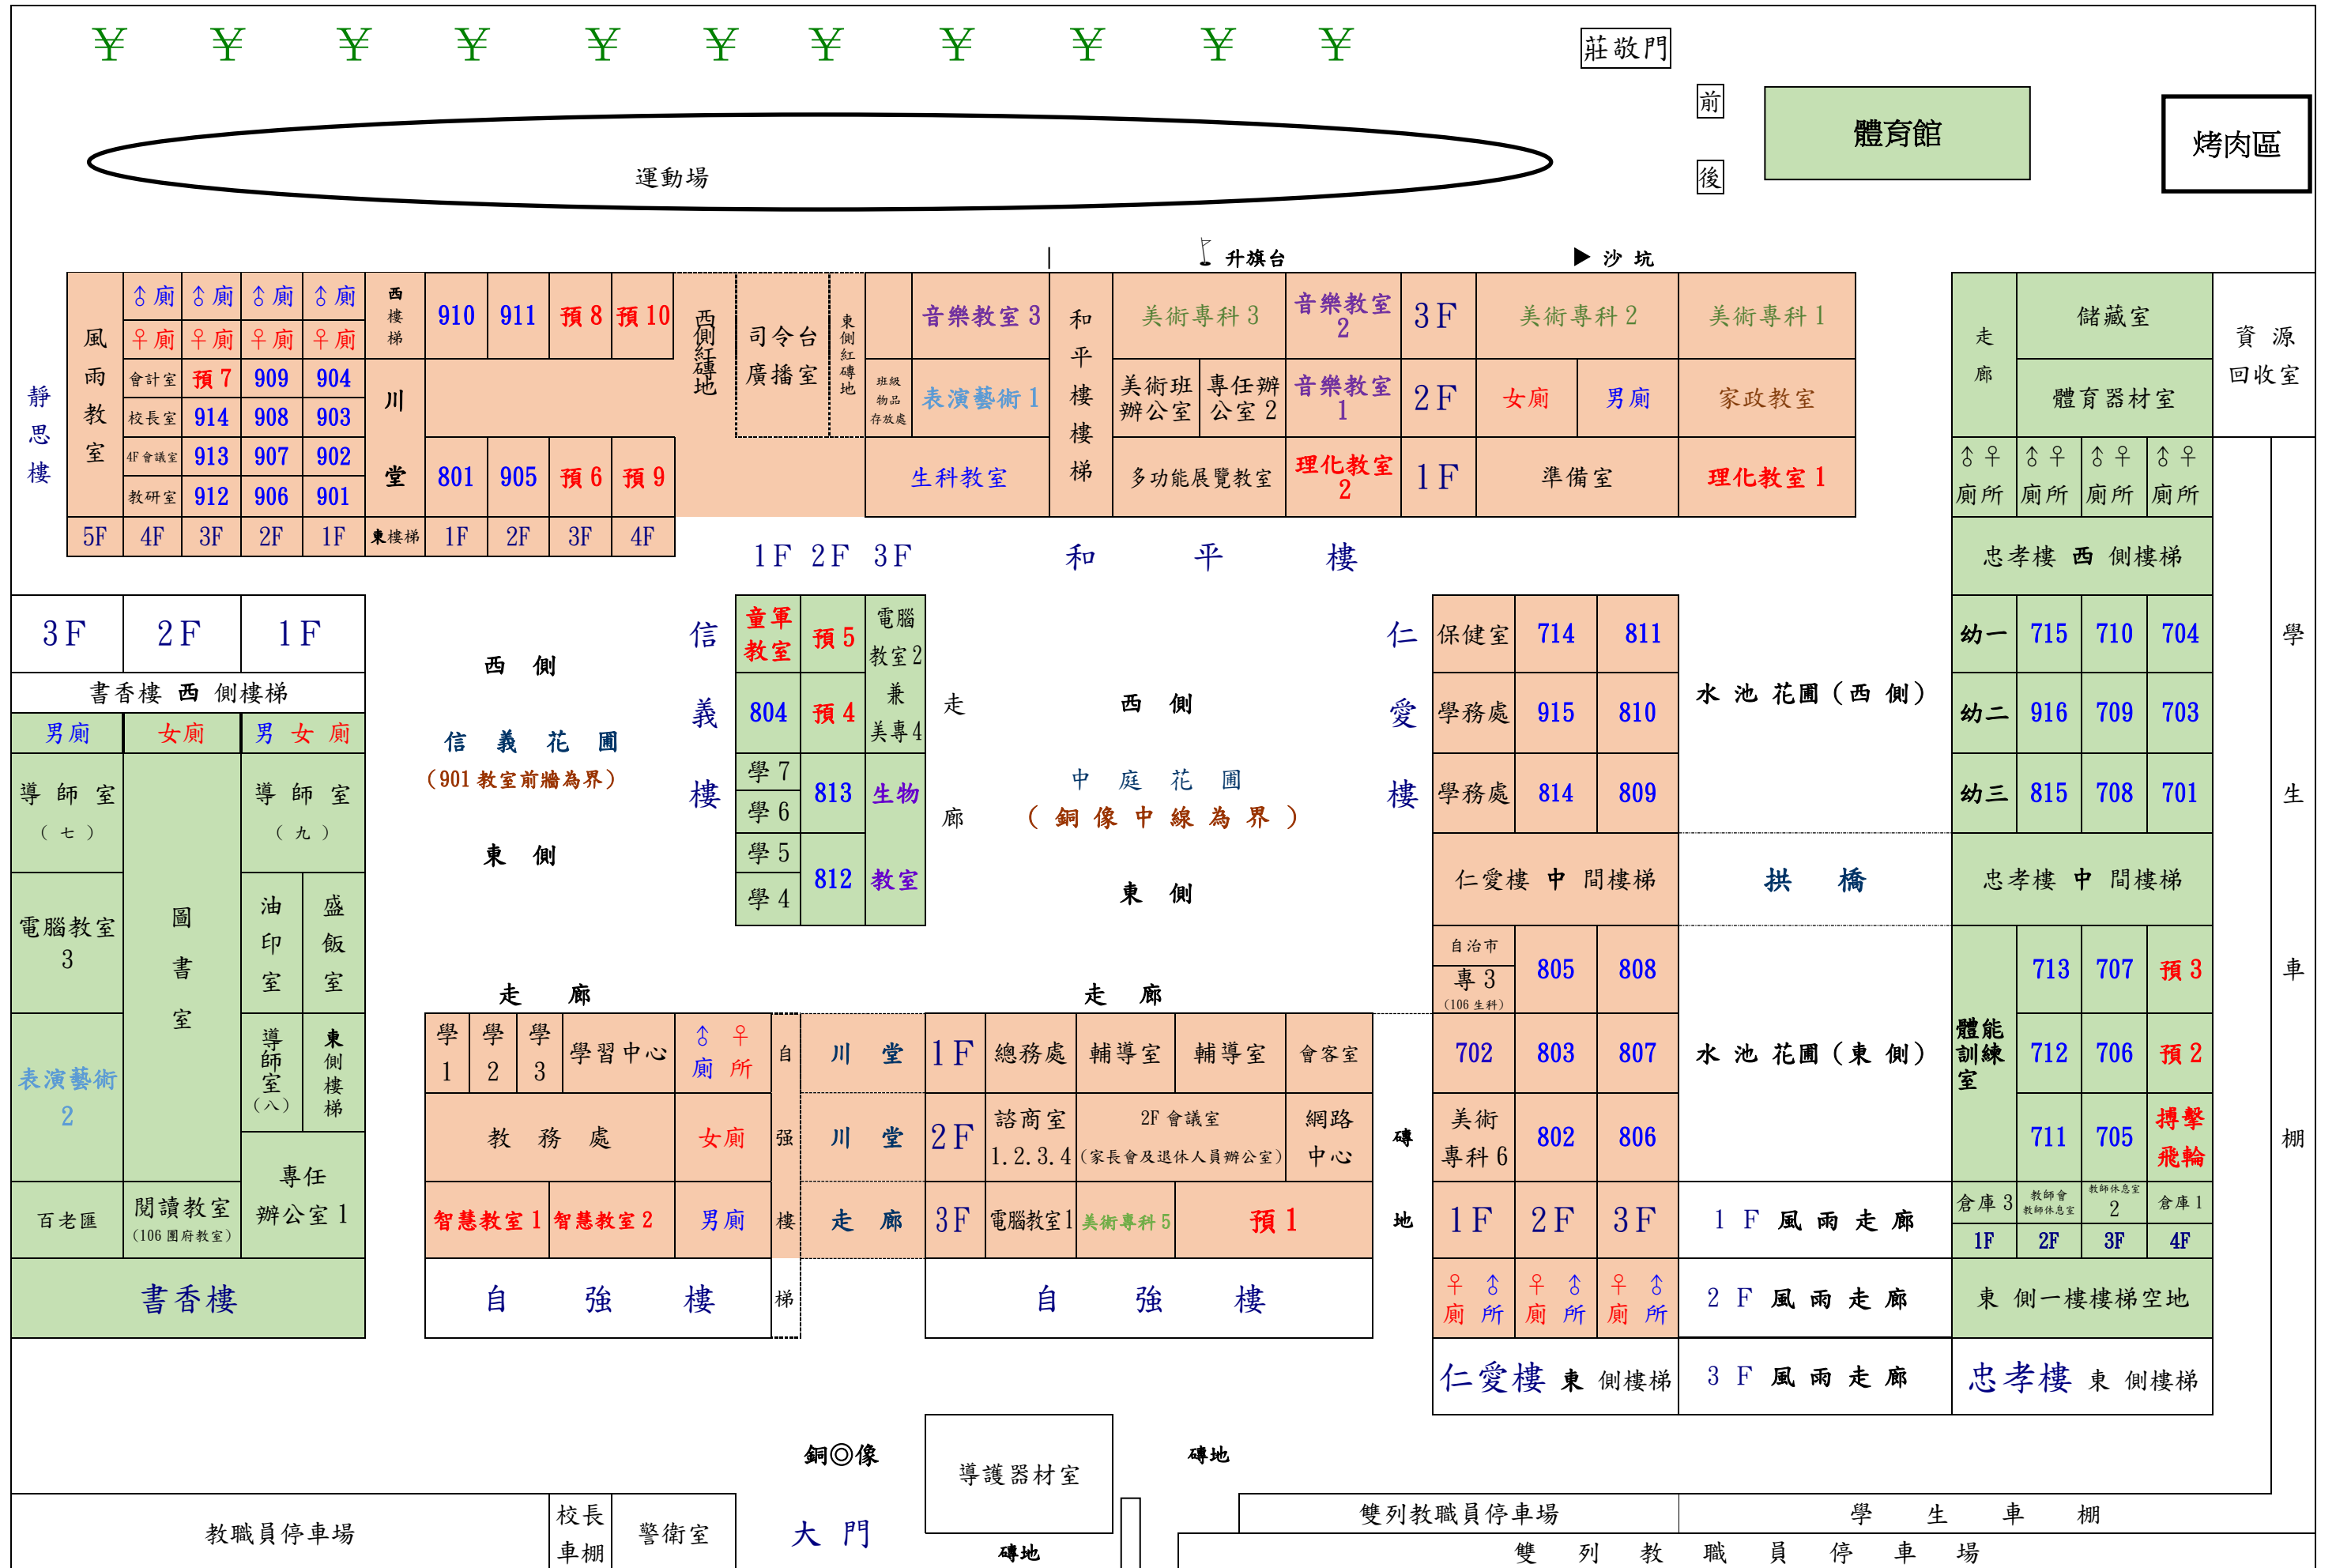 莊敬門
前
體育館
烤肉區
後
運動場
升旗台
沙坑
靜思樓
風雨教室
♂廁 ♂廁 ♂廁 ♂廁
♀廁 ♀廁 ♀廁 ♀廁
會計室 預7 909 904
校長室 914 908 903
4F會議室 913 907 902
教研室 912 906 901
5F 4F 3F 2F 1F 東樓梯 1F 2F 3F 4F
西樓梯
910 911 預8 預10
川堂
801 905 預6 預9
西側紅磚地
司令台
廣播室
東側紅磚地
音樂教室3
班級物品存放處
表演藝術1
生科教室
和平樓樓梯
美術專科3 音樂教室2 3F 美術專科2 美術專科1
美術班辦公室 專任辦公室2 音樂教室1 2F 女廁 男廁 家政教室
多功能展覽教室 理化教室2 1F 準備室 理化教室1
走廊
儲藏室
體育器材室
資源
回收室
♂♀ ♂♀ ♂♀ ♂♀
廁所 廁所 廁所 廁所
忠孝樓 西 側樓梯
1F 2F 3F
和平樓
3F 2F 1F
書香樓 西 側樓梯
男廁 女廁 男女廁
導師室
(七)
圖書室
導師室
(九)
電腦教室
3
油印室
盛飯室
表演藝術
2
導師室(八)
東側樓梯
百老匯
閱讀教室
(106團府教室)
專任
辦公室1
書香樓
西側
信義花圃
(901教室前牆為界)
東側
信義樓
童軍教室 預5
電腦教室2兼美專4
804 預4
學7
學6
813
生物
學5
學4
812
教室
走廊
西側
中庭花圃
(銅像中線為界)
東側
仁愛樓
保健室 714 811
學務處 915 810
學務處 814 809
仁愛樓 中 間樓梯
自治市
專3
(106生科)
805 808
702 803 807
美術
專科6
802 806
1F 2F 3F
♀♂ ♀♂ ♀♂
廁所 廁所 廁所
仁愛樓 東 側樓梯
水池花圃(西側)
拱橋
水池花圃(東側)
1F風雨走廊
2F風雨走廊
3F風雨走廊
幼一 715 710 704
幼二 916 709 703
幼三 815 708 701
忠孝樓 中 間樓梯
體能訓練室
713 707 預3
712 706 預2
711 705 搏擊飛輪
倉庫3 教師會教師休息室 教師休息室2 倉庫1
1F 2F 3F 4F
東側一樓樓梯空地
忠孝樓 東 側樓梯
學生車棚
走廊
走廊
學1 學2 學3 學習中心 ♂♀廁所
教務處 女廁
智慧教室1 智慧教室2 男廁
自強樓
自强樓梯
川堂 1F 總務處 輔導室 輔導室 會客室
川堂 2F 諮商室1.2.3.4 2F會議室(家長會及退休人員辦公室) 網路中心
走廊 3F 電腦教室1 美術專科5 預1
自強樓
磚地
銅◎像
導護器材室
磚地
教職員停車場
校長車棚
警衛室
大門
磚地
雙列教職員停車場
學生車棚
雙列教職員停車場